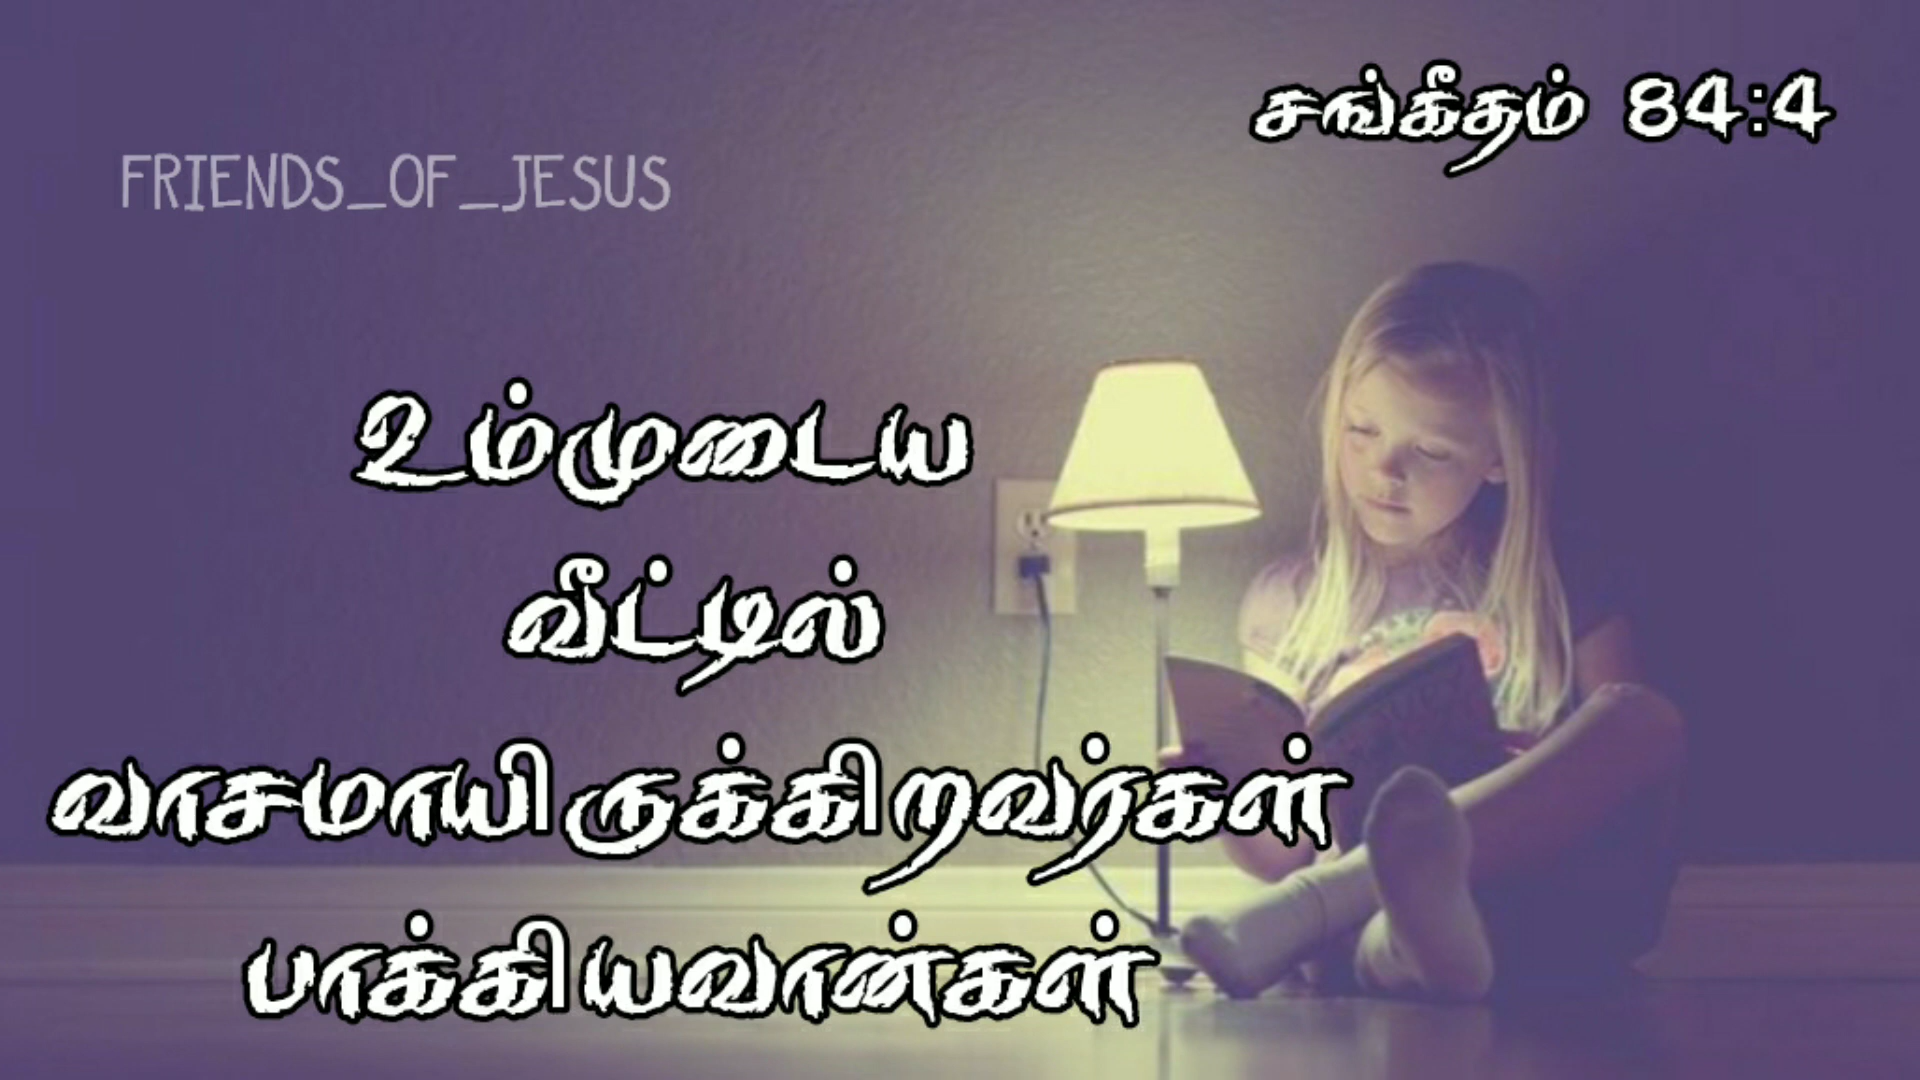 சங்கீதம் 84:4
FRIENDS_OF_JESUS
உம்முடைய
வீட்டில்
வாசமாயிருக்கிறவர்கள்
பாக்கியவான்கள்